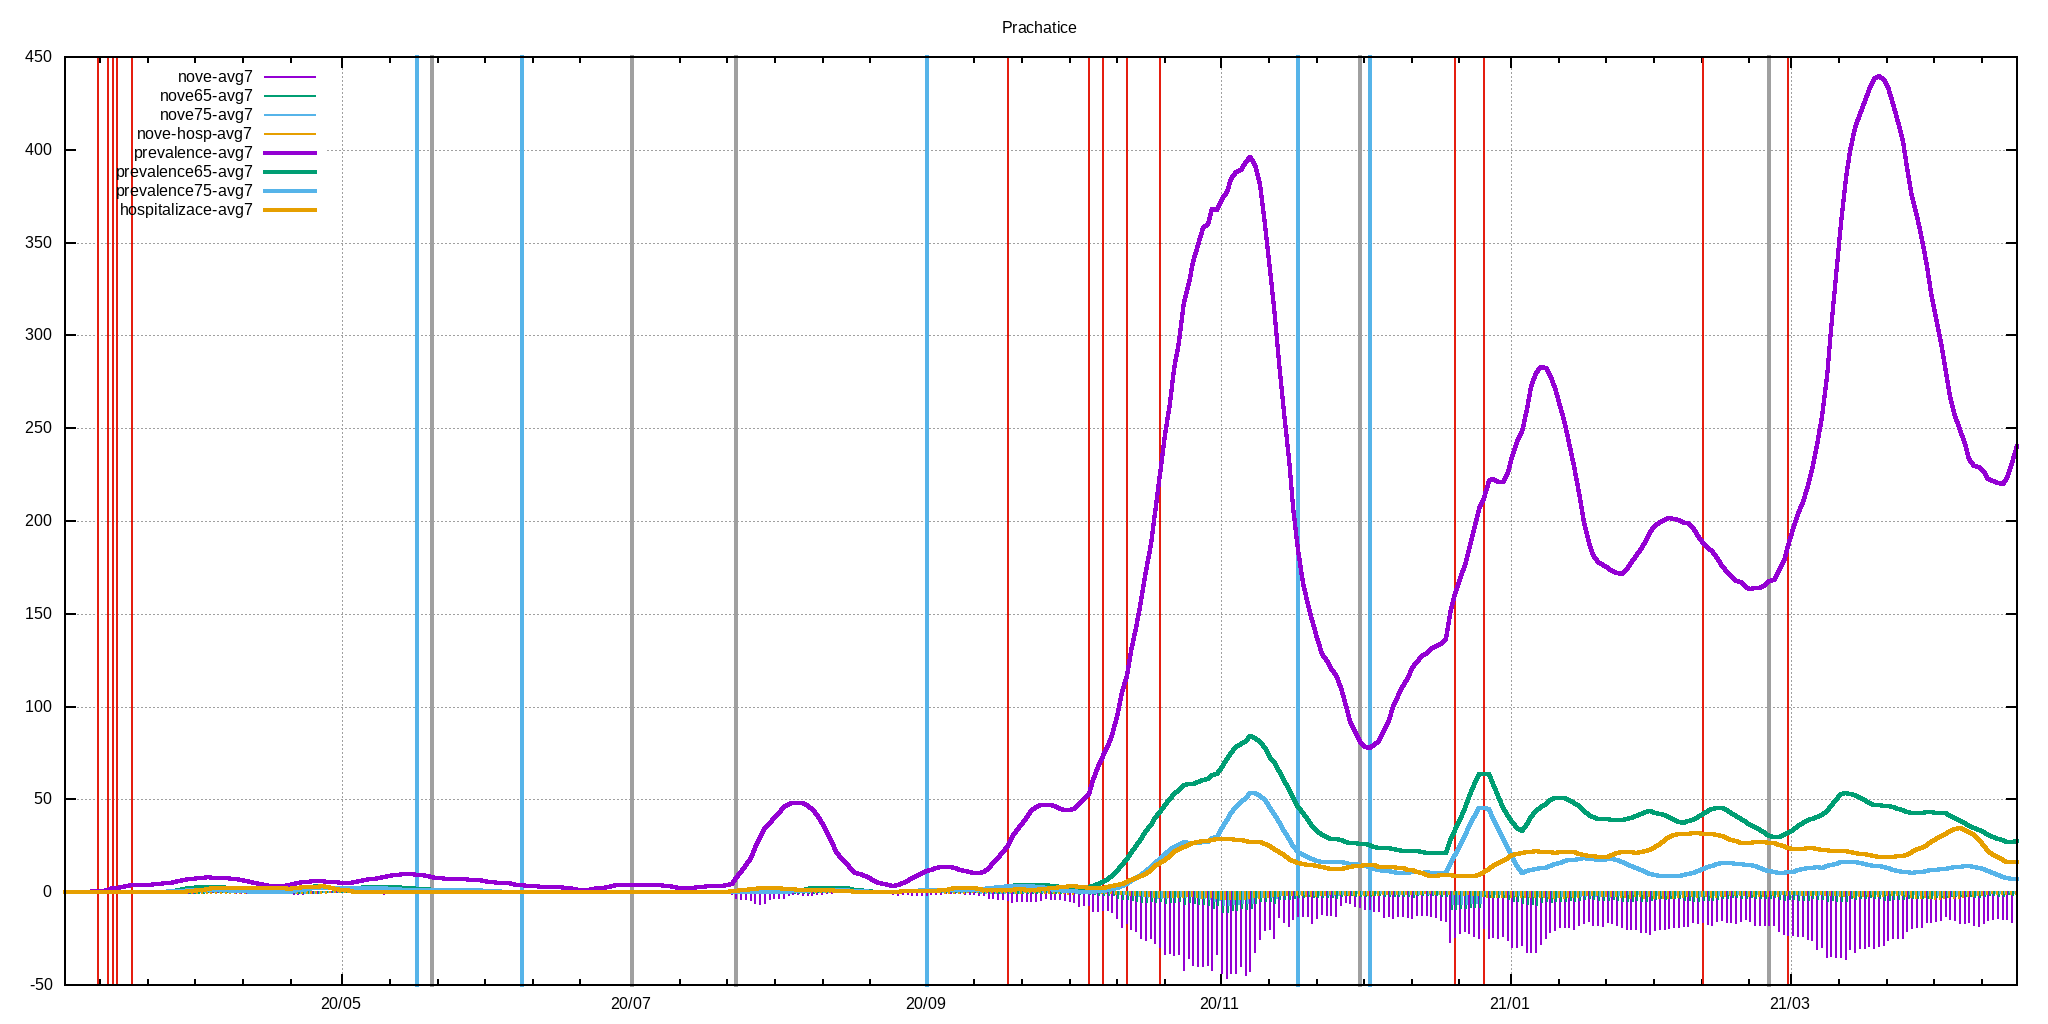 Prachatice
450
400
350
300
250
200
150
100
50
0
-50
nove-avg7
nove65-avg7
nove75-avg7
nove-hosp-avg7
prevalence-avg7
prevalence65-avg7
prevalence75-avg7
hospitalizace-avg7
20/05 20/07 20/09 20/11 21/01 21/03